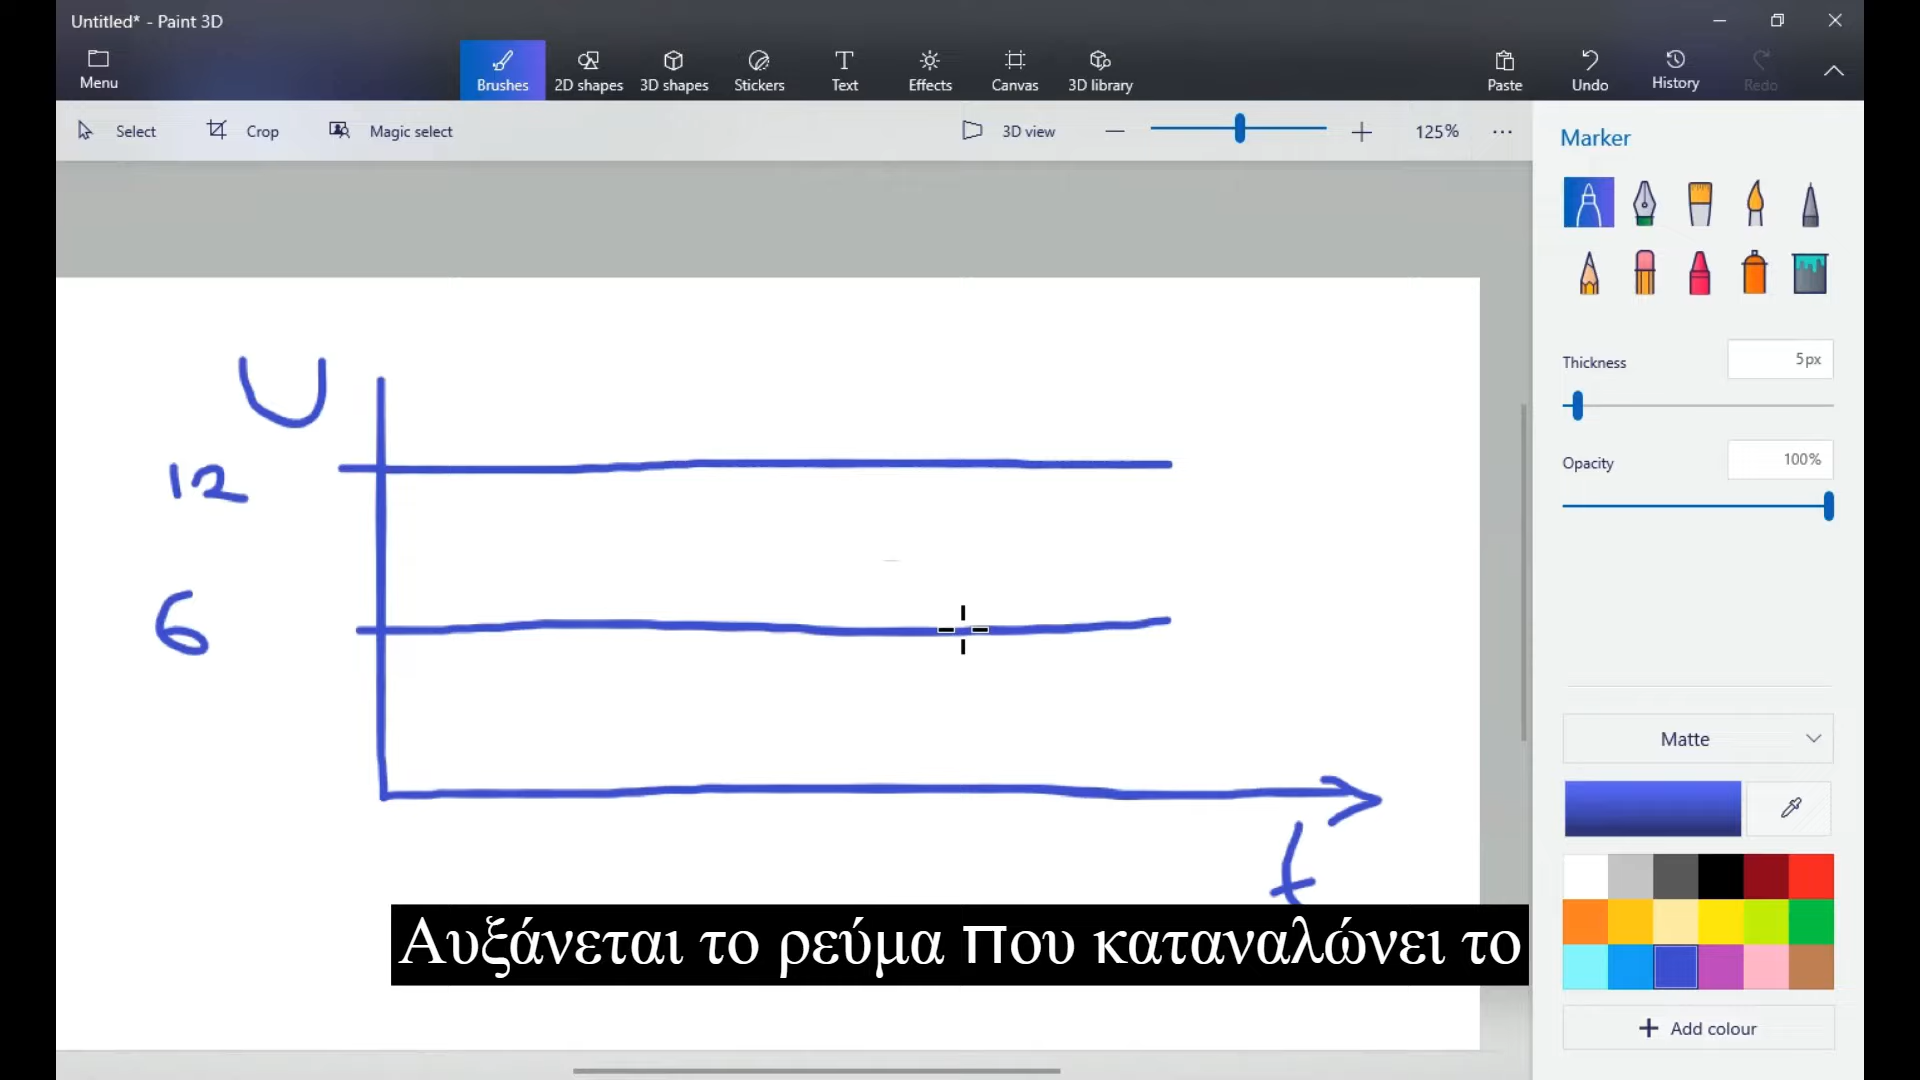 Untitled* - Paint 3D
Menu
Brushes
2D shapes
3D shapes
Stickers
Text
Effects
Canvas
3D library
Paste
Undo
History
Redo
Select
Crop
Magic select
3D view
125%
Marker
Thickness
5px
Opacity
100%
Matte
Add colour
U
12
6
t
Αυξάνεται το ρεύμα που καταναλώνει το